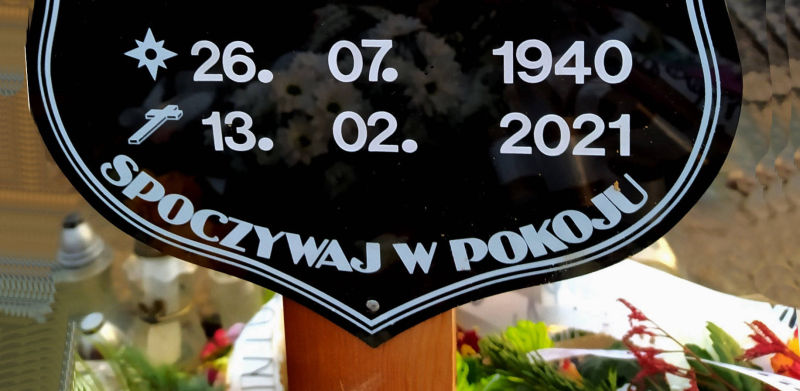 26. 07. 1940
13. 02. 2021
SPOCZYWAJ W POKOJU